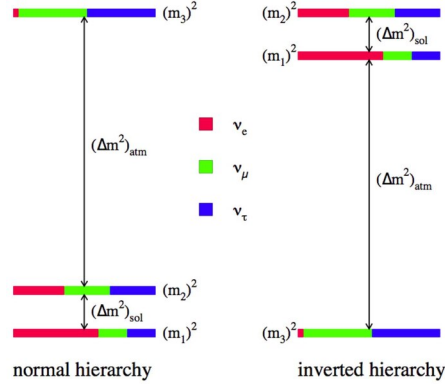 (m₃)²
(Δm²)atm
(m₂)²
(Δm²)sol
(m₁)²
normal hierarchy
νe
νμ
ντ
(m₂)²
(Δm²)sol
(m₁)²
(Δm²)atm
(m₃)²
inverted hierarchy